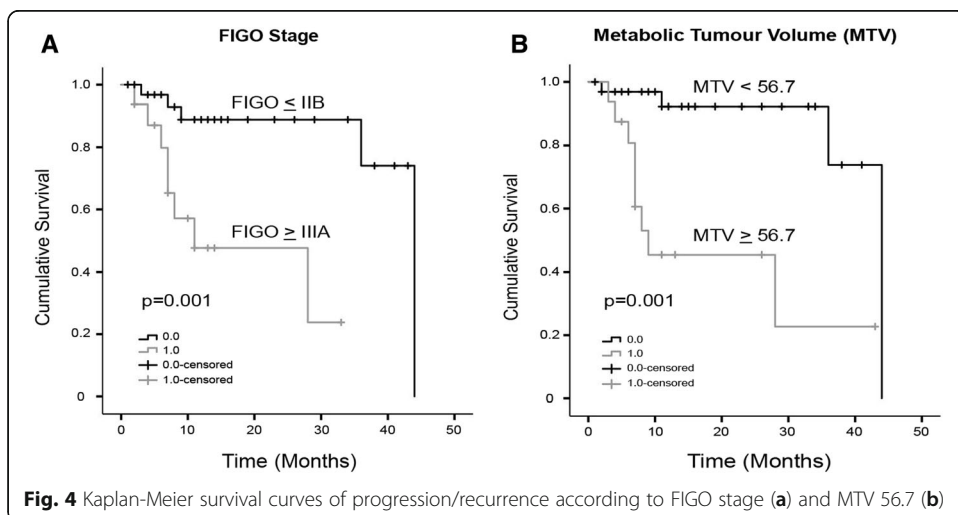 A
FIGO Stage
1.0
0.8
0.6
0.4
0.2
0
Cumulative Survival
FIGO ≤ IIB
FIGO ≥ IIIA
p=0.001
0.0
1.0
0.0-censored
1.0-censored
0 10 20 30 40 50
Time (Months)
B
Metabolic Tumour Volume (MTV)
1.0
0.8
0.6
0.4
0.2
0
Cumulative Survival
MTV < 56.7
MTV ≥ 56.7
p=0.001
0.0
1.0
0.0-censored
1.0-censored
0 10 20 30 40 50
Time (Months)
Fig. 4 Kaplan-Meier survival curves of progression/recurrence according to FIGO stage (a) and MTV 56.7 (b)